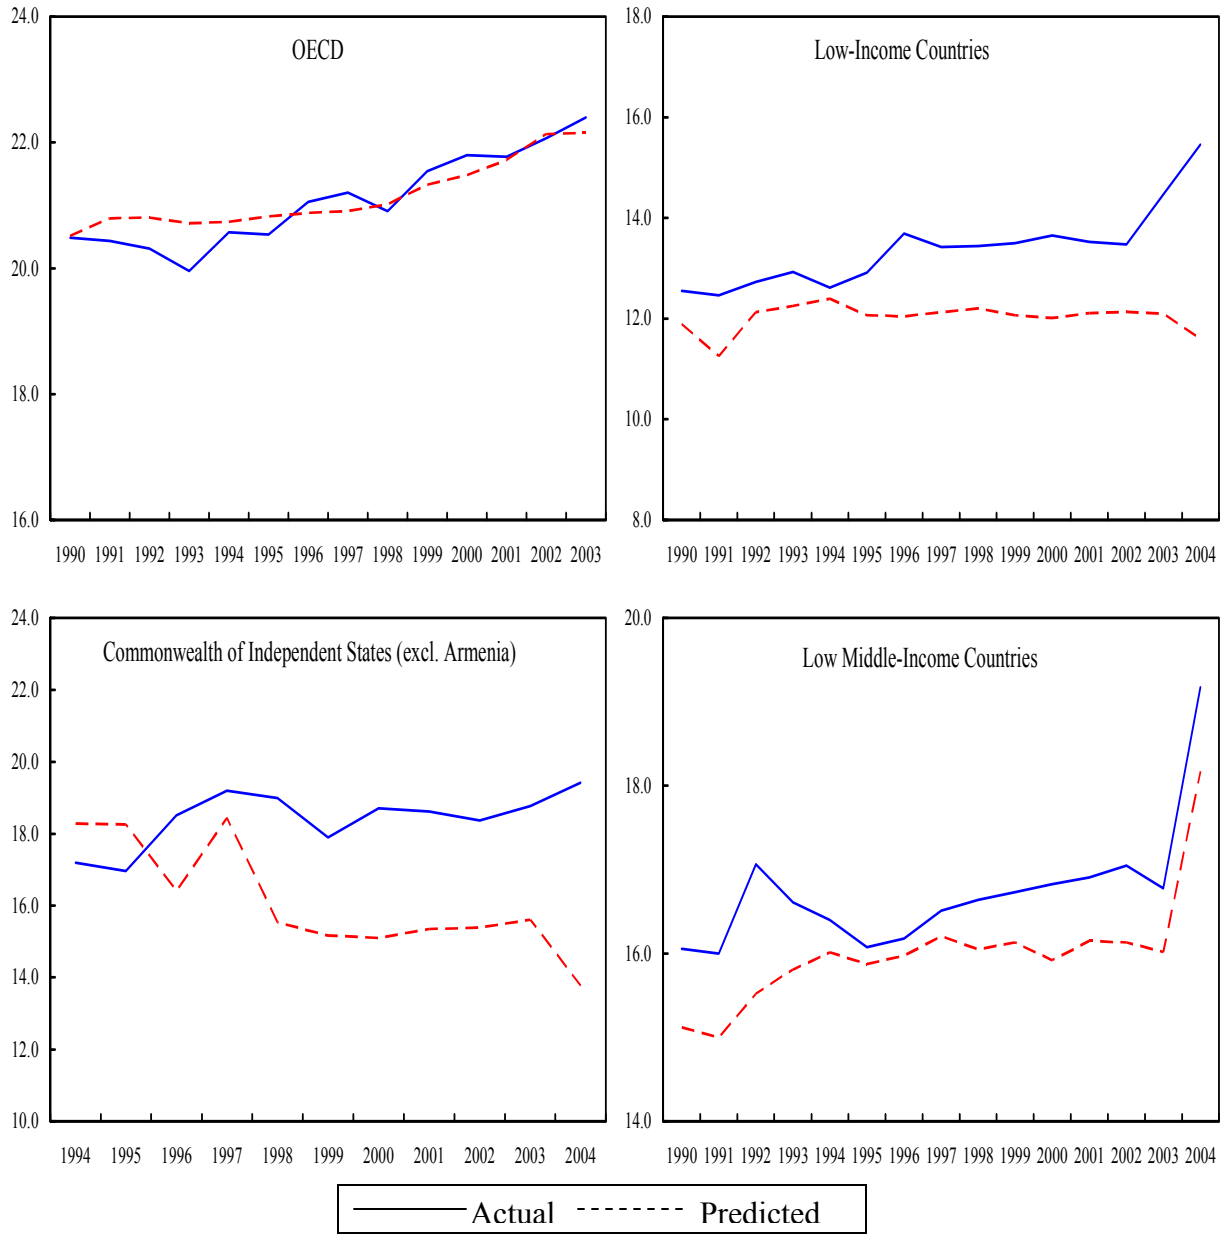 OECD
24.0
22.0
20.0
18.0
16.0
1990 1991 1992 1993 1994 1995 1996 1997 1998 1999 2000 2001 2002 2003
Low-Income Countries
18.0
16.0
14.0
12.0
10.0
8.0
1990 1991 1992 1993 1994 1995 1996 1997 1998 1999 2000 2001 2002 2003 2004
Commonwealth of Independent States (excl. Armenia)
24.0
22.0
20.0
18.0
16.0
14.0
12.0
10.0
1994 1995 1996 1997 1998 1999 2000 2001 2002 2003 2004
Low Middle-Income Countries
20.0
18.0
16.0
14.0
1990 1991 1992 1993 1994 1995 1996 1997 1998 1999 2000 2001 2002 2003 2004
Actual Predicted